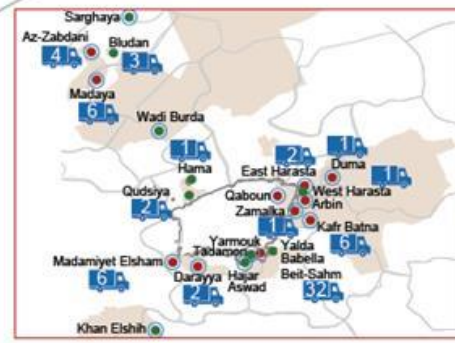 Sarghaya
Az-Zabdani
Bludan
4
3
Madaya
6
Wadi Burda
1
Hama
2
1
Duma
East Harasta
1
Qudsiya
2
Qaboun
West Harasta
Arbin
Zamalka
1
Kafr Batna
6
Yarmouk
Tadamon
Yalda
Babella
Madamiyet Elsham
6
Darayya
2
Hajar
Aswad
Beit-Sahm
32
Khan Elshih